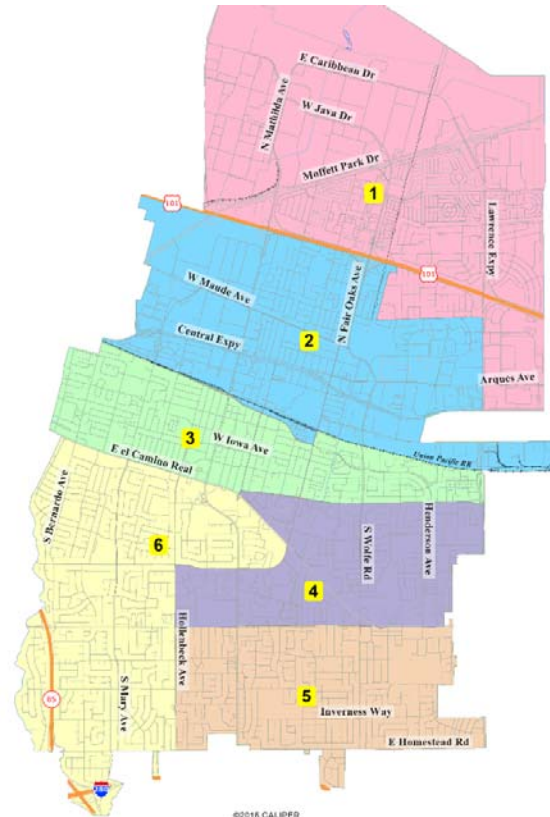 E Caribbean Dr
N Mathilda Ave
W Java Dr
Moffett Park Dr
1
101
Lawrence Expy
101
W Maude Ave
N Fair Oaks Ave
2
Central Expy
Arques Ave
3
W Iowa Ave
E el Camino Real
Union Pacific RR
S Bernardo Ave
6
S Wolfe Rd
Henderson Ave
4
Hollenbeck Ave
85
S Mary Ave
5
Inverness Way
E Homestead Rd
©2016 CALIPER